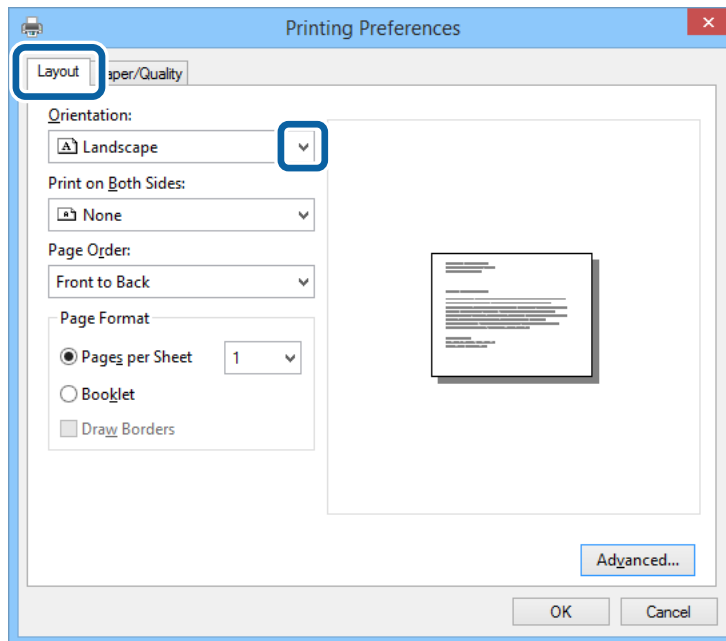 Printing Preferences
Layout
aper/Quality
Orientation:
Landscape
Print on Both Sides:
None
Page Order:
Front to Back
Page Format
Pages per Sheet 1
Booklet
Draw Borders
Advanced...
OK Cancel